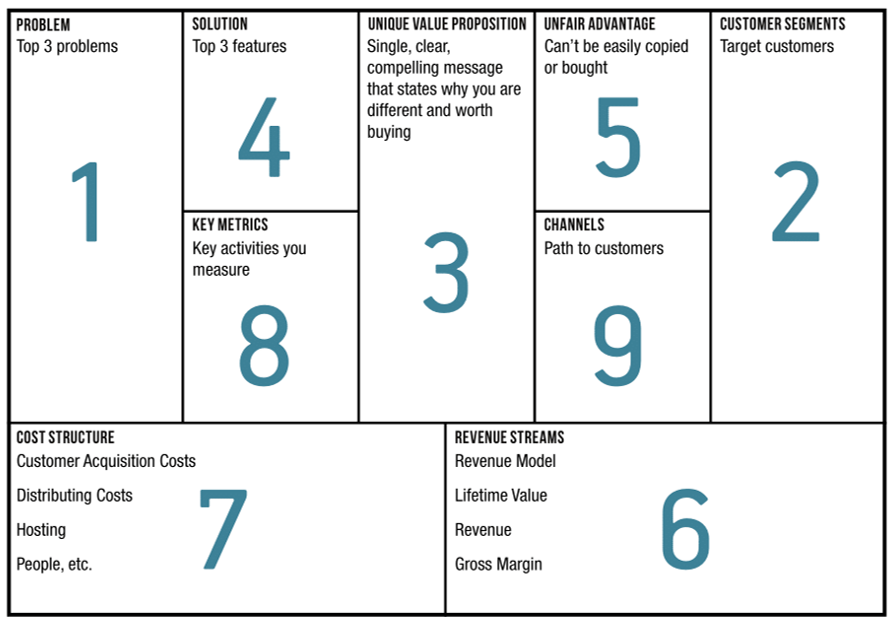 PROBLEM
Top 3 problems
1
SOLUTION
Top 3 features
4
KEY METRICS
Key activities you
measure
8
UNIQUE VALUE PROPOSITION
Single, clear,
compelling message
that states why you are
different and worth
buying
3
UNFAIR ADVANTAGE
Can't be easily copied
or bought
5
CHANNELS
Path to customers
9
CUSTOMER SEGMENTS
Target customers
2
COST STRUCTURE
Customer Acquisition Costs
Distributing Costs
Hosting
People, etc.
7
REVENUE STREAMS
Revenue Model
Lifetime Value
Revenue
Gross Margin
6